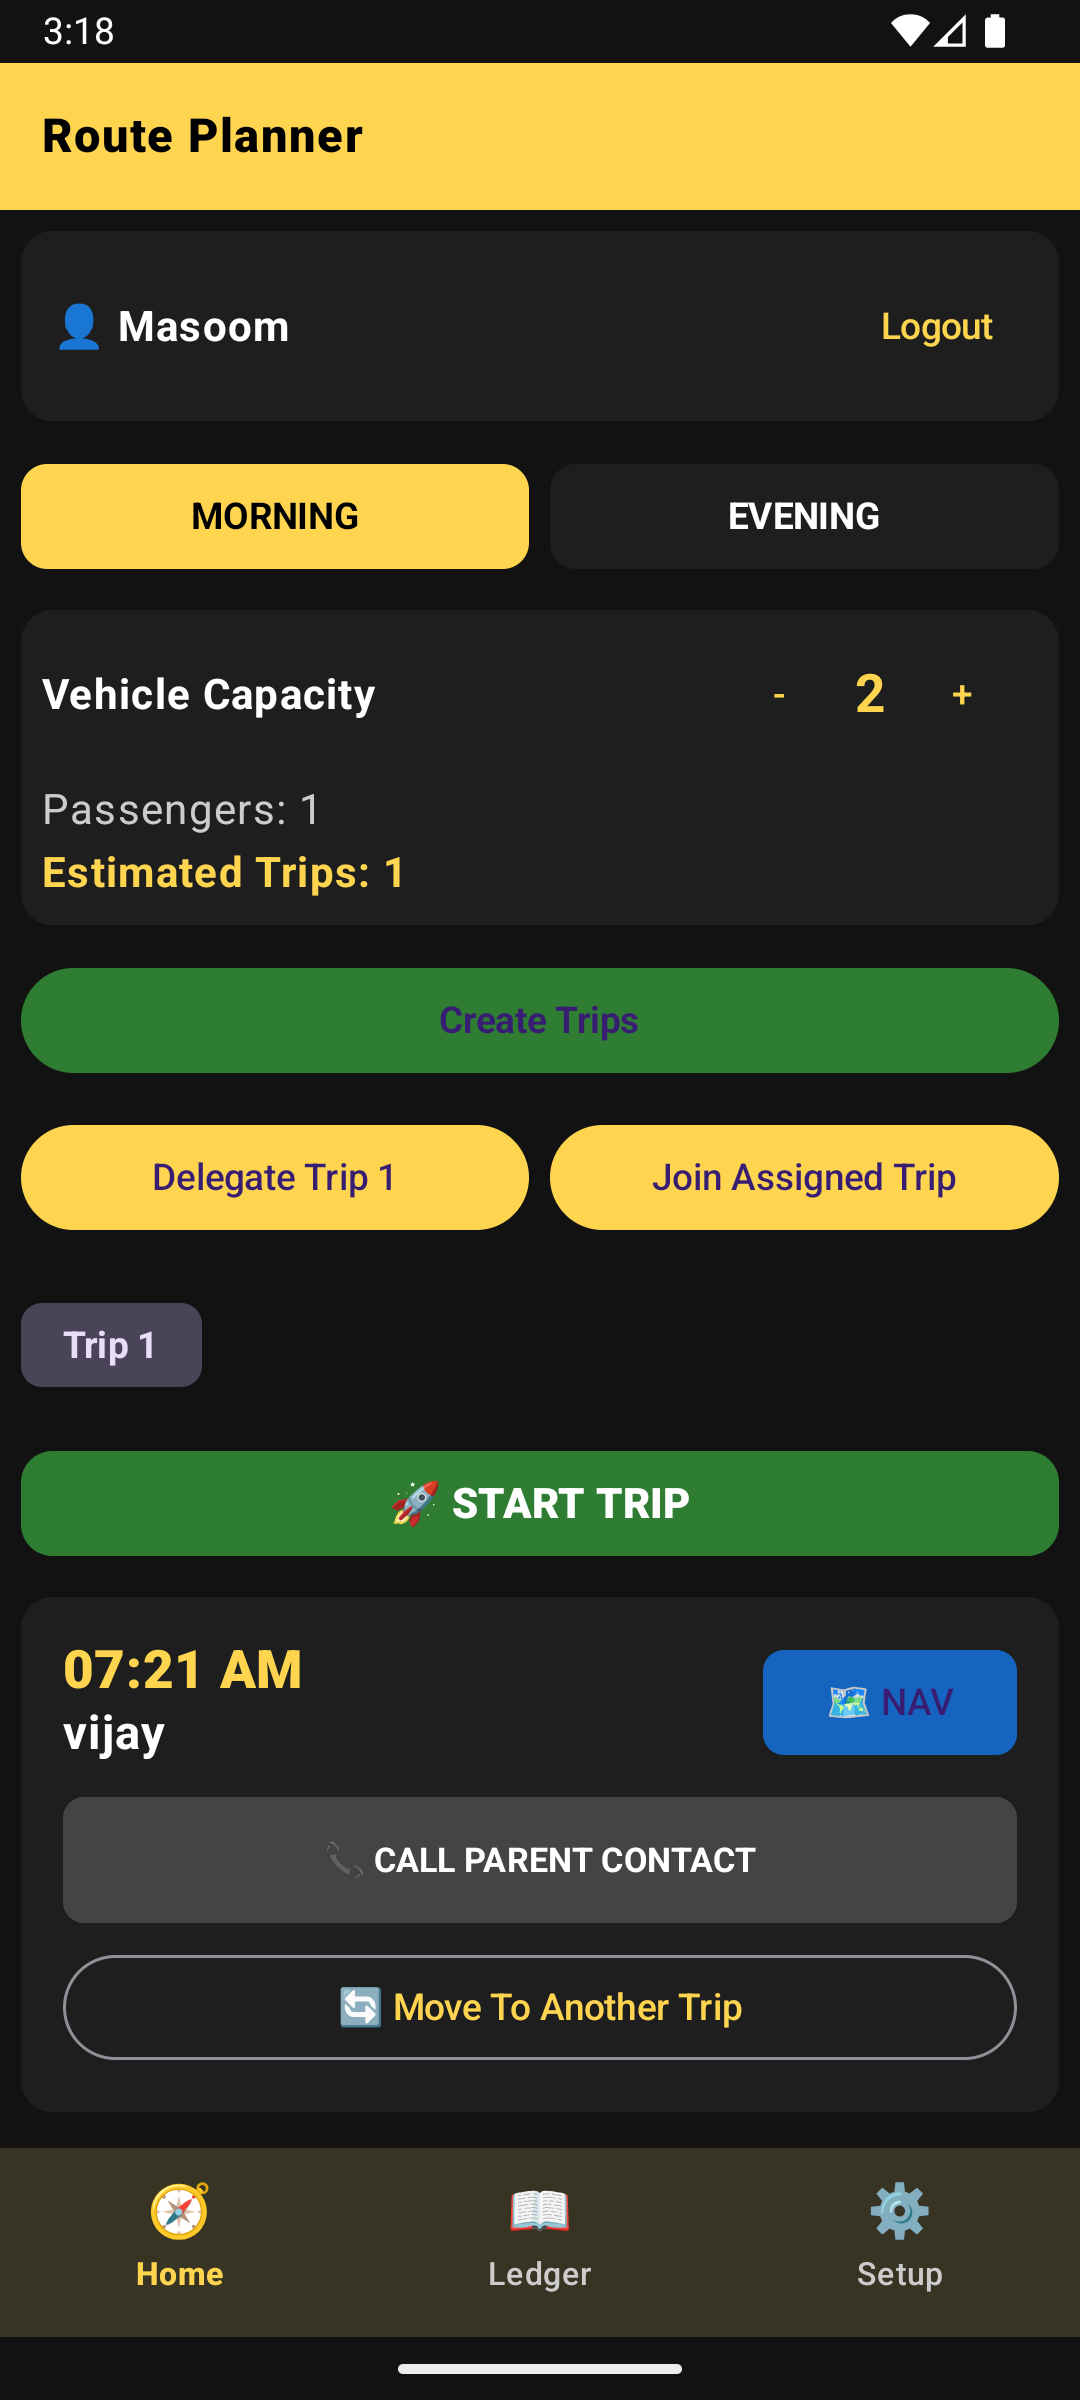 3:18
Route Planner
👤 Masoom
Logout
MORNING
EVENING
Vehicle Capacity
- 2 +
Passengers: 1
Estimated Trips: 1
Create Trips
Delegate Trip 1
Join Assigned Trip
Trip 1
🚀 START TRIP
07:21 AM
vijay
🗺️ NAV
📞 CALL PARENT CONTACT
🔄 Move To Another Trip
Home
Ledger
Setup